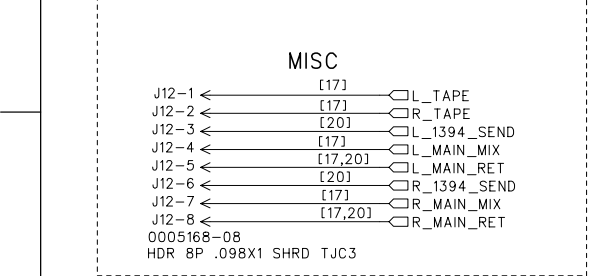 MISC
J12-1 [17] L_TAPE
J12-2 [17] R_TAPE
J12-3 [20] L_1394_SEND
J12-4 [17] L_MAIN_MIX
J12-5 [17,20] L_MAIN_RET
J12-6 [20] R_1394_SEND
J12-7 [17] R_MAIN_MIX
J12-8 [17,20] R_MAIN_RET
0005168-08
HDR 8P .098X1 SHRD TJC3